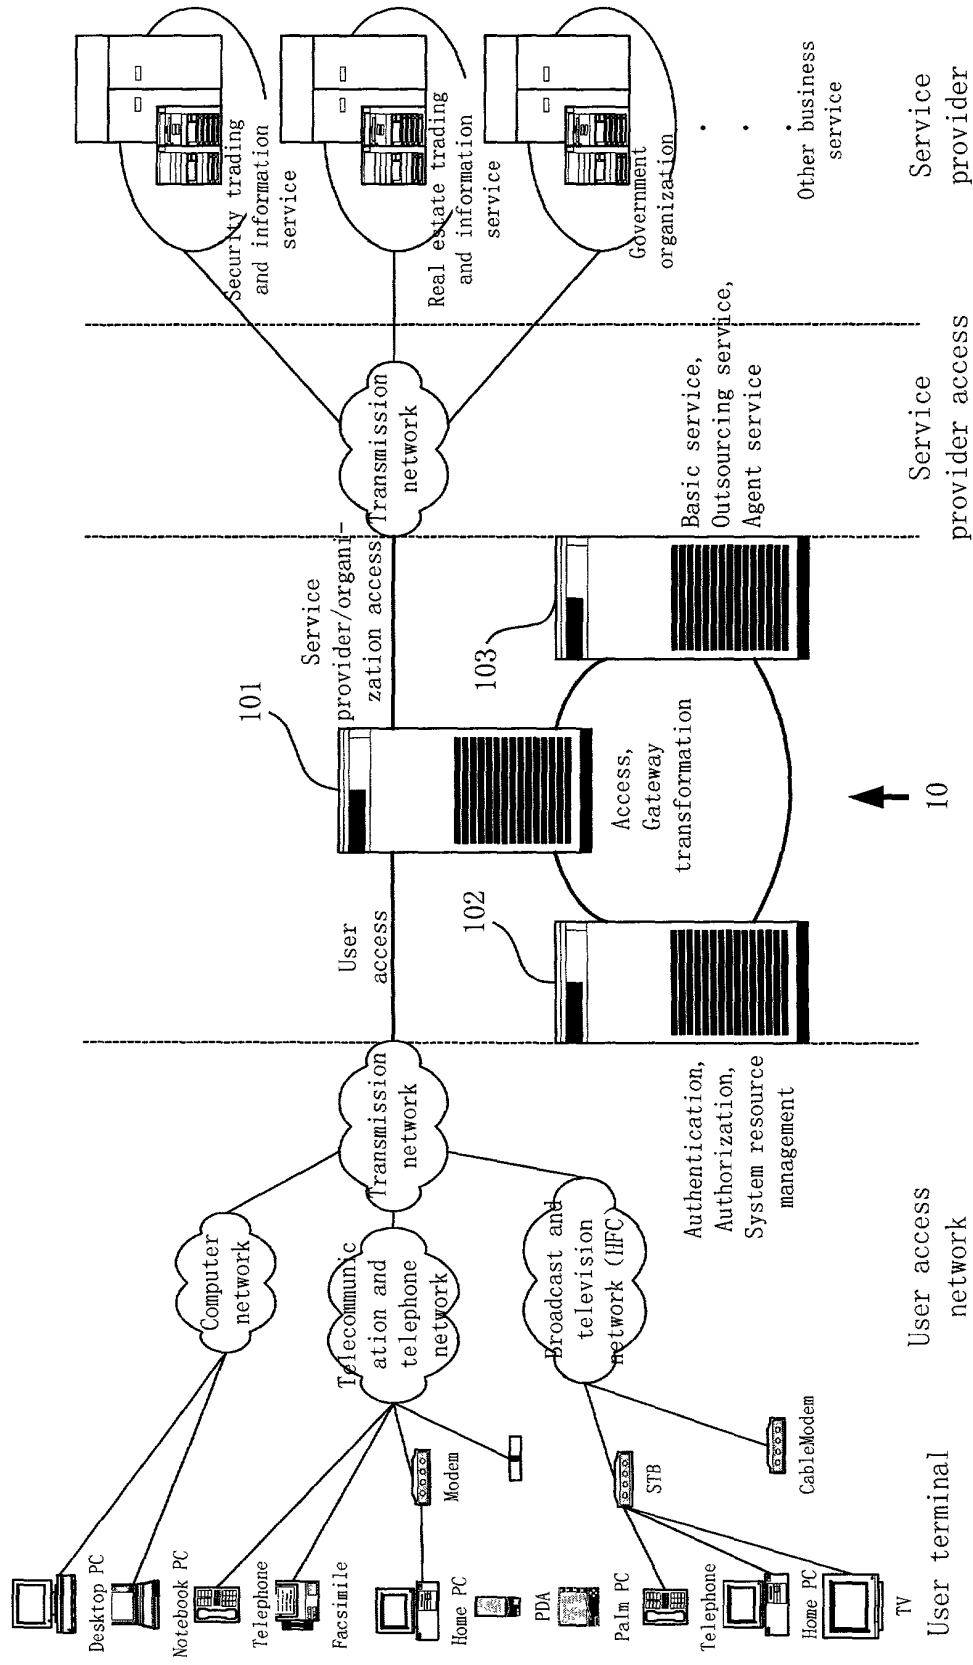 Desktop PC
Notebook PC
Telephone
Facsimile
Home PC
PDA
Palm PC
Telephone
Home PC
TV
User terminal
Modem
STB
CableModem
Computer
network
Telecommunic
ation and
telephone
network
Broadcast and
television
network (HFC)
Transmission
network
User access
network
Authentication,
Authorization,
System resource
management
User
access
101
102
103
Access,
Gateway
transformation
10
Service
provider/organi-
zation access
Transmission
network
Basic service,
Outsourcing service,
Agent service
Service
provider access
Security trading
and information
service
Real estate trading
and information
service
Government
organization
. . .
Other business
service
Service
provider